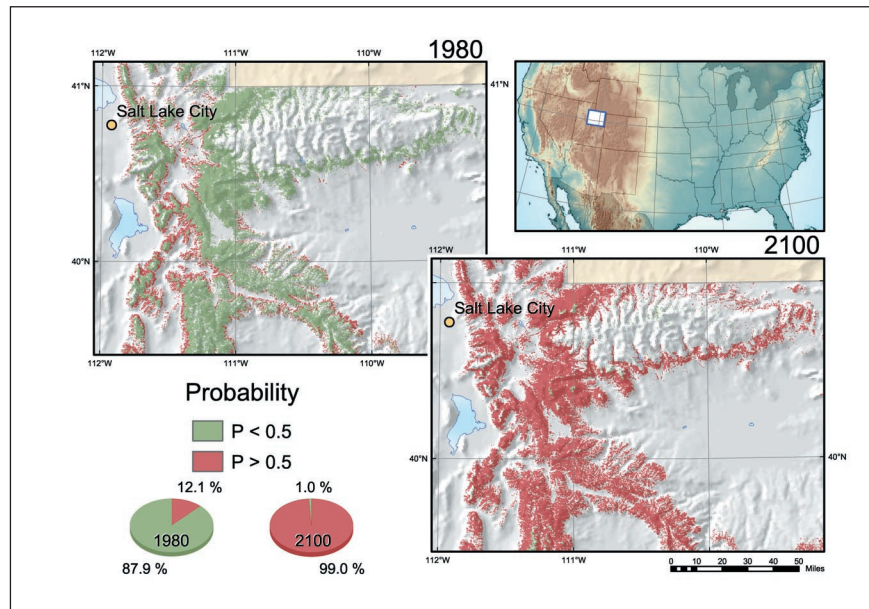 1980
112°W 111°W 110°W
41°N
Salt Lake City
40°N
112°W 111°W 110°W
41°N
2100
112°W 111°W 110°W
Salt Lake City
40°N
40°N
111°W 110°W
Probability
P < 0.5
P > 0.5
12.1 %
1980
87.9 %
1.0 %
2100
99.0 %
0 10 20 30 40 50
Miles